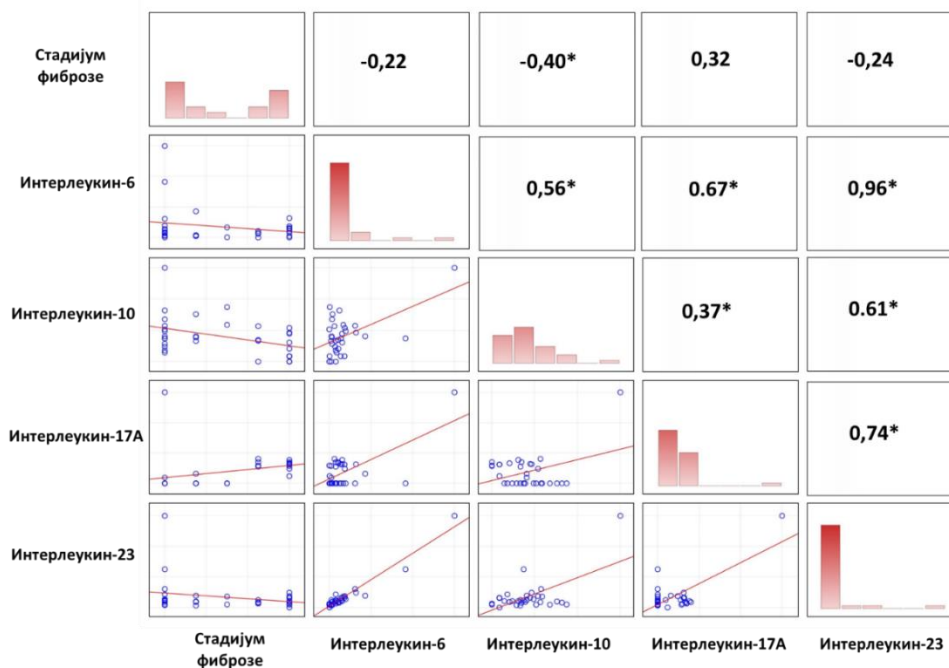 Стадијум
фиброзе
-0,22
-0,40*
0,32
-0,24
Интерлеукин-6
0,56*
0.67*
0,96*
Интерлеукин-10
0,37*
0.61*
Интерлеукин-17А
0,74*
Интерлеукин-23
Стадијум
фиброзе
Интерлеукин-6
Интерлеукин-10
Интерлеукин-17А
Интерлеукин-23